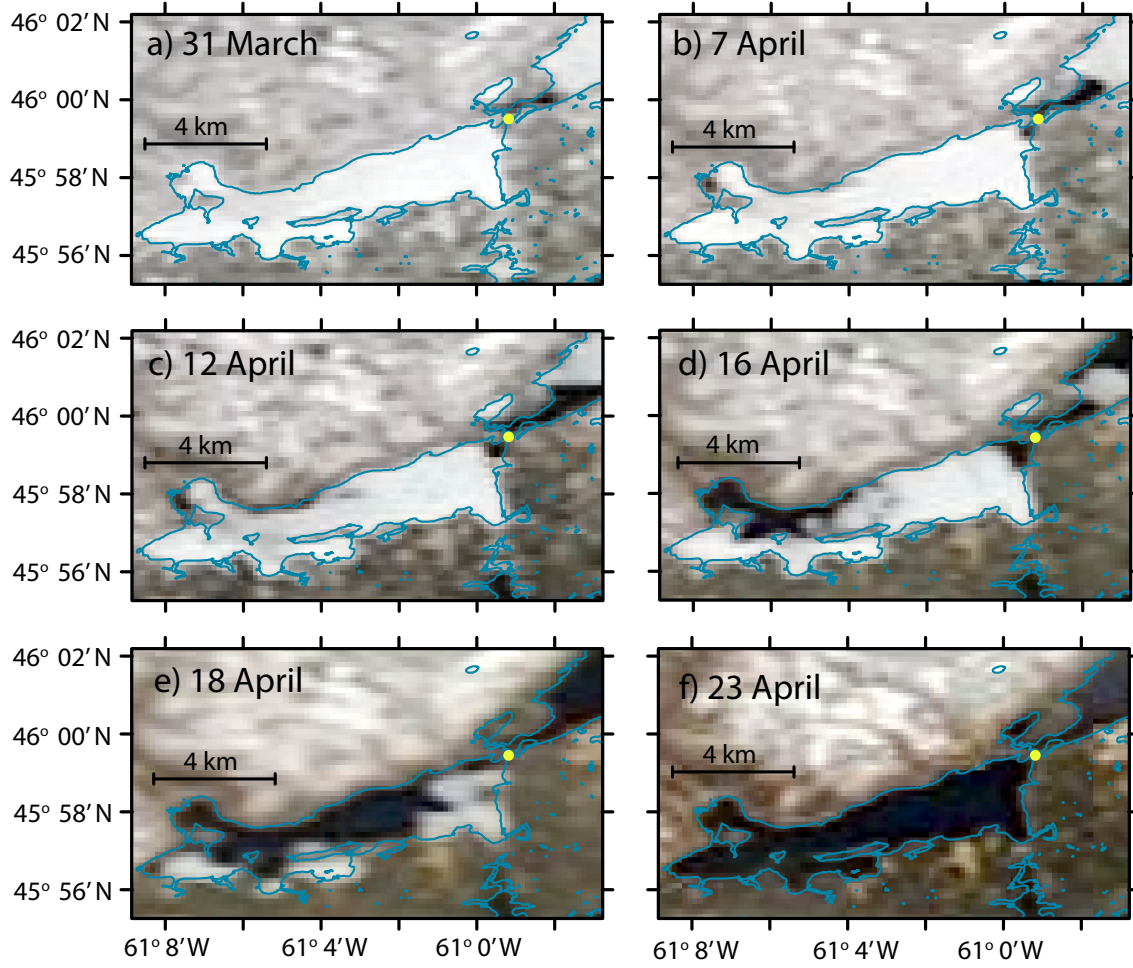 46° 02′ N
a) 31 March
b) 7 April
46° 00′ N
4 km
4 km
45° 58′ N
45° 56′ N
46° 02′ N
c) 12 April
d) 16 April
46° 00′ N
4 km
4 km
45° 58′ N
45° 56′ N
46° 02′ N
e) 18 April
f) 23 April
46° 00′ N
4 km
4 km
45° 58′ N
45° 56′ N
61° 8′ W 61° 4′ W 61° 0′ W 61° 8′ W 61° 4′ W 61° 0′ W